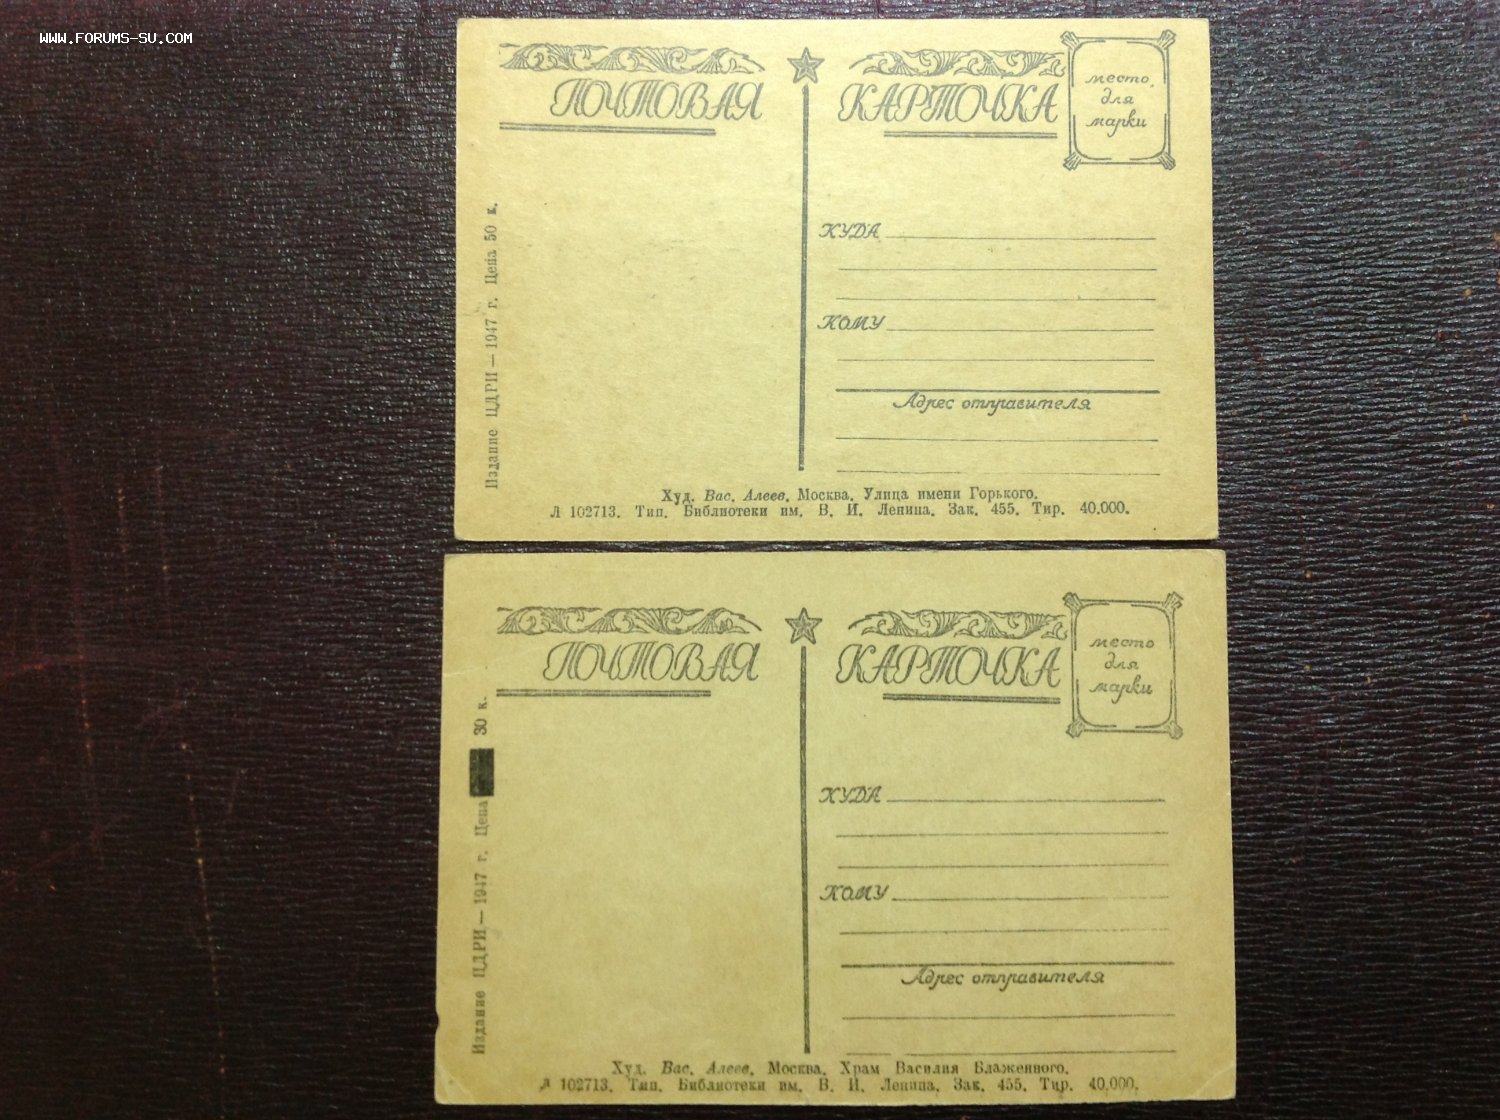 WWW.FORUMS-SU.COM
ПОЧТОВАЯ КАРТОЧКА
место
для
марки
Издание ЦДРИ — 1947 г. Цена 50 к.
КУДА
КОМУ
Адрес отправителя
Худ. Вас. Алеев. Москва. Улица имени Горького.
Л 102713. Тип. Библиотеки им. В. И. Ленина. Зак. 455. Тир. 40.000.
ПОЧТОВАЯ КАРТОЧКА
место
для
марки
Издание ЦДРИ — 1947 г. Цена 30 к.
КУДА
КОМУ
Адрес отправителя
Худ. Вас. Алеев. Москва. Храм Василия Блаженного.
Л 102713. Тип. Библиотеки им. В. И. Ленина. Зак. 455. Тир. 40.000.